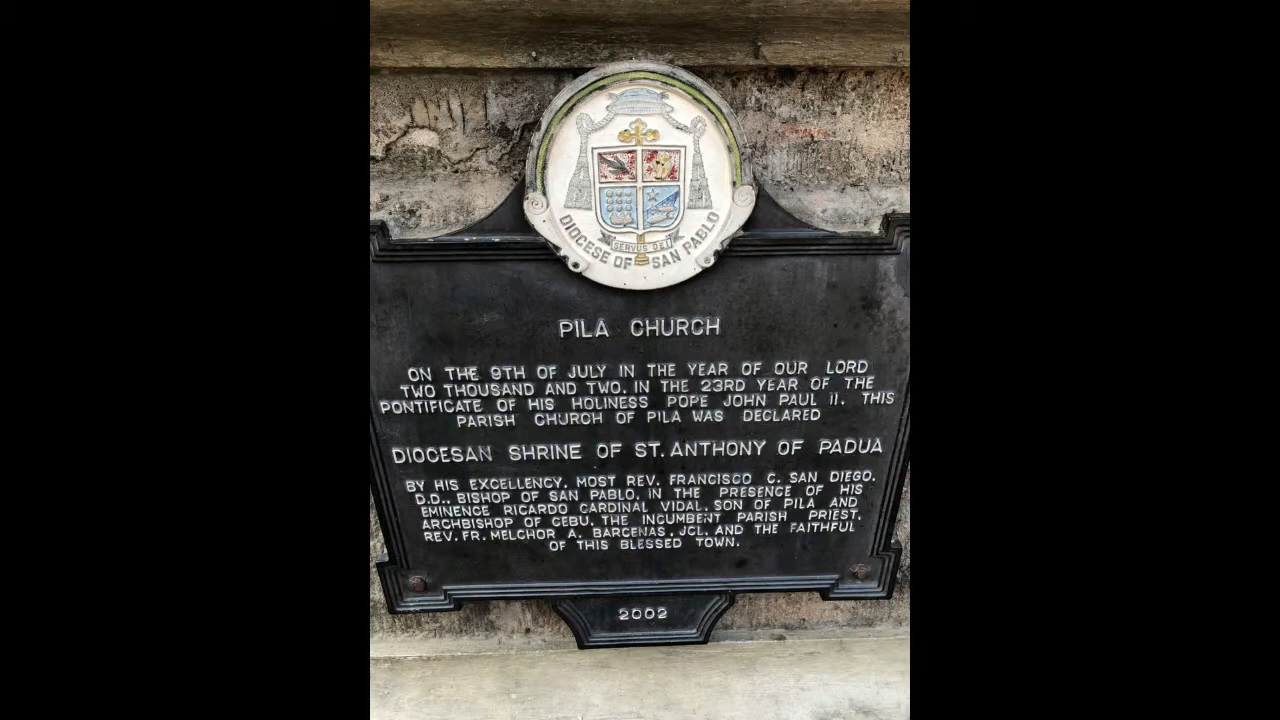 SERVUS DEI
DIOCESE OF SAN PABLO
PILA CHURCH
ON THE 9TH OF JULY IN THE YEAR OF OUR LORD
TWO THOUSAND AND TWO, IN THE 23RD YEAR OF THE
PONTIFICATE OF HIS HOLINESS POPE JOHN PAUL II, THIS
PARISH CHURCH OF PILA WAS DECLARED
DIOCESAN SHRINE OF ST. ANTHONY OF PADUA
BY HIS EXCELLENCY, MOST REV. FRANCISCO C. SAN DIEGO,
D.D., BISHOP OF SAN PABLO, IN THE PRESENCE OF HIS
EMINENCE RICARDO CARDINAL VIDAL, SON OF PILA AND
ARCHBISHOP OF CEBU, THE INCUMBENT PARISH PRIEST,
REV. FR. MELCHOR A. BARCENAS, JCL, AND THE FAITHFUL
OF THIS BLESSED TOWN.
2002